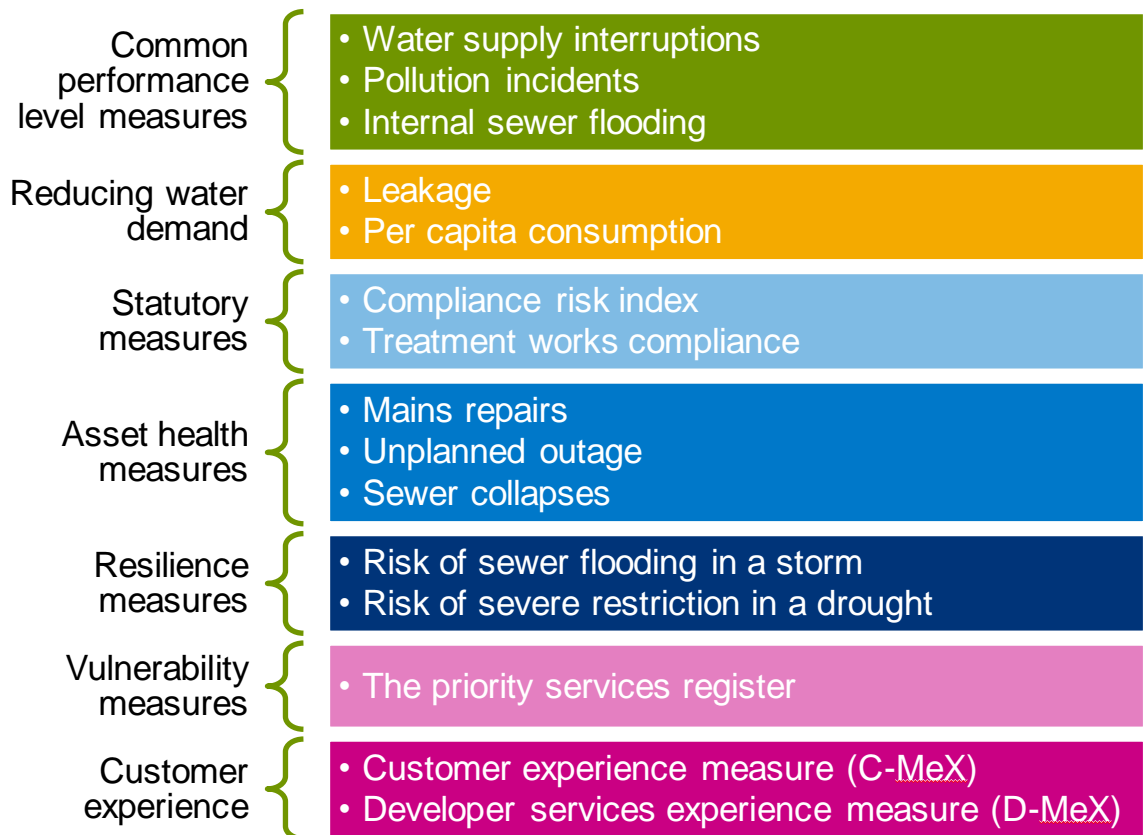 Common
performance
level measures
• Water supply interruptions
• Pollution incidents
• Internal sewer flooding
Reducing water
demand
• Leakage
• Per capita consumption
Statutory
measures
• Compliance risk index
• Treatment works compliance
Asset health
measures
• Mains repairs
• Unplanned outage
• Sewer collapses
Resilience
measures
• Risk of sewer flooding in a storm
• Risk of severe restriction in a drought
Vulnerability
measures
• The priority services register
Customer
experience
• Customer experience measure (C-MeX)
• Developer services experience measure (D-MeX)